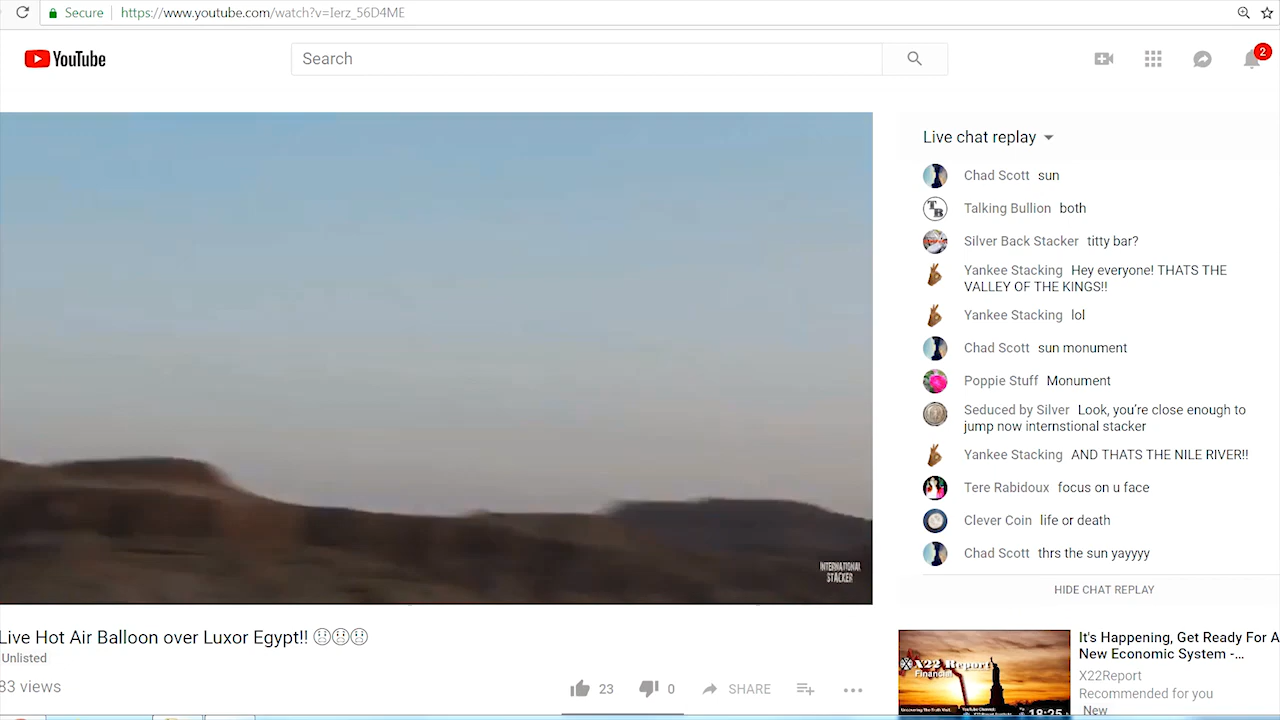 Secure https://www.youtube.com/watch?v=Ierz_56D4ME
YouTube
Search
2
Live chat replay
Chad Scott sun
Talking Bullion both
TB
Silver Back Stacker titty bar?
Yankee Stacking Hey everyone! THATS THE
VALLEY OF THE KINGS!!
Yankee Stacking lol
Chad Scott sun monument
Poppie Stuff Monument
Seduced by Silver Look, you're close enough to
jump now internstional stacker
Yankee Stacking AND THATS THE NILE RIVER!!
Tere Rabidoux focus on u face
Clever Coin life or death
Chad Scott thrs the sun yayyyy
HIDE CHAT REPLAY
INTERNATIONAL
STACKER
Live Hot Air Balloon over Luxor Egypt!!
Unlisted
83 views
23
0
SHARE
X22 Report
Financial
18:25
It's Happening, Get Ready For A
New Economic System -...
X22Report
Recommended for you
New